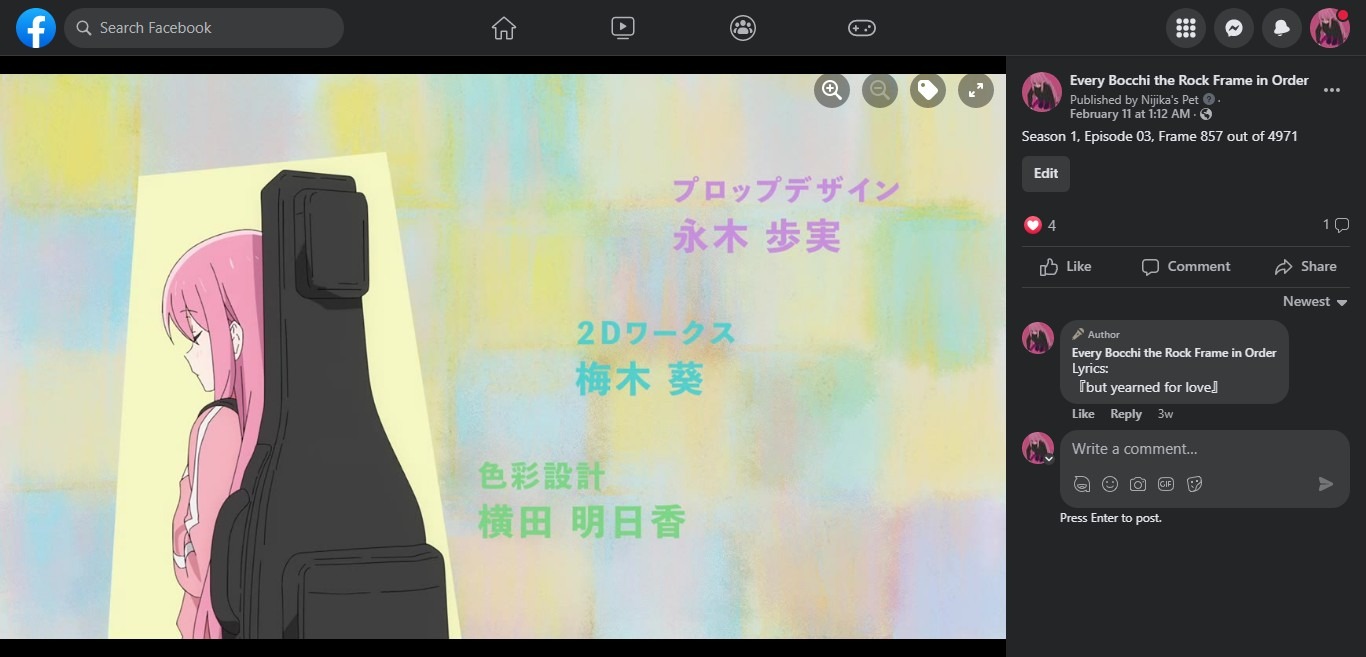 Search Facebook
プロップデザイン
永木 歩実
2Dワークス
梅木 葵
色彩設計
横田 明日香
Every Bocchi the Rock Frame in Order
Published by Nijika's Pet ·
February 11 at 1:12 AM ·
Season 1, Episode 03, Frame 857 out of 4971
Edit
4
1
Like Comment Share
Newest
Author
Every Bocchi the Rock Frame in Order
Lyrics:
『but yearned for love』
Like Reply 3w
Write a comment...
GIF
Press Enter to post.